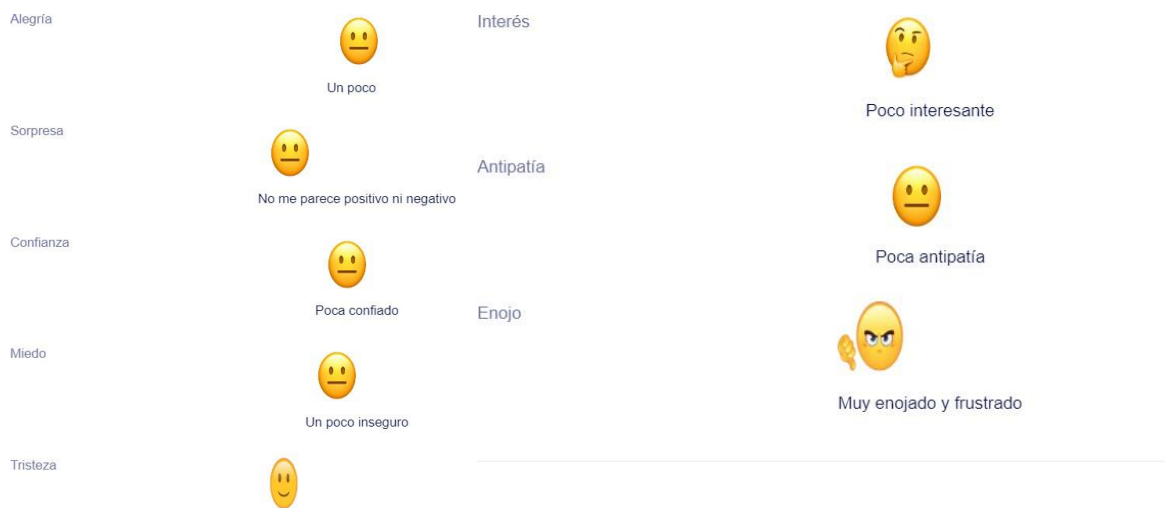 Alegría
Un poco
Sorpresa
No me parece positivo ni negativo
Confianza
Poca confiado
Miedo
Un poco inseguro
Tristeza
Interés
Poco interesante
Antipatía
Poca antipatía
Enojo
Muy enojado y frustrado